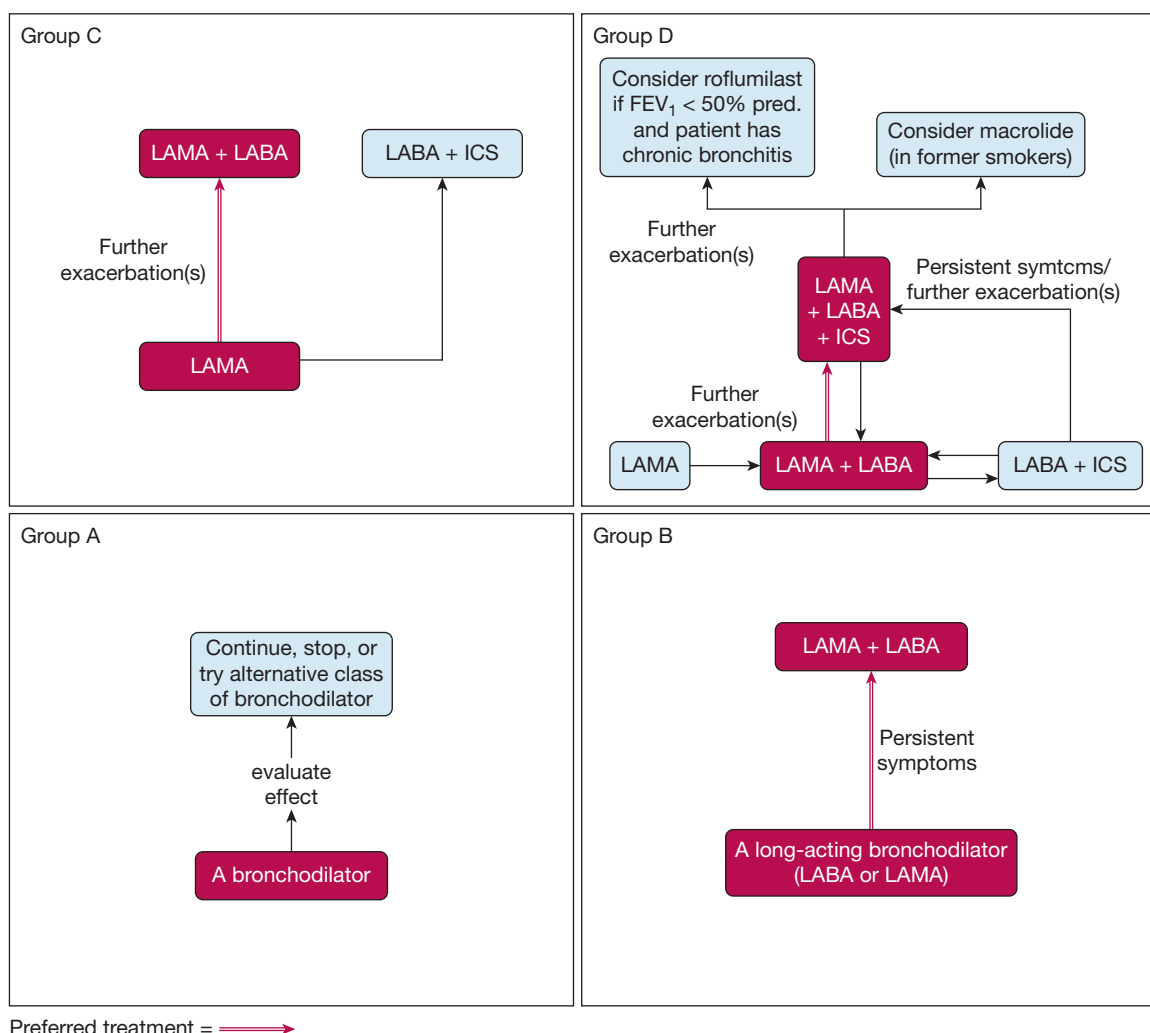 Group C
LAMA + LABA
LABA + ICS
Further
exacerbation(s)
LAMA
Group D
Consider roflumilast
if FEV₁ < 50% pred.
and patient has
chronic bronchitis
Consider macrolide
(in former smokers)
Further
exacerbation(s)
Persistent symtcms/
further exacerbation(s)
LAMA
+ LABA
+ ICS
Further
exacerbation(s)
LAMA
LAMA + LABA
LABA + ICS
Group A
Continue, stop, or
try alternative class
of bronchodilator
evaluate
effect
A bronchodilator
Group B
LAMA + LABA
Persistent
symptoms
A long-acting bronchodilator
(LABA or LAMA)
Preferred treatment =